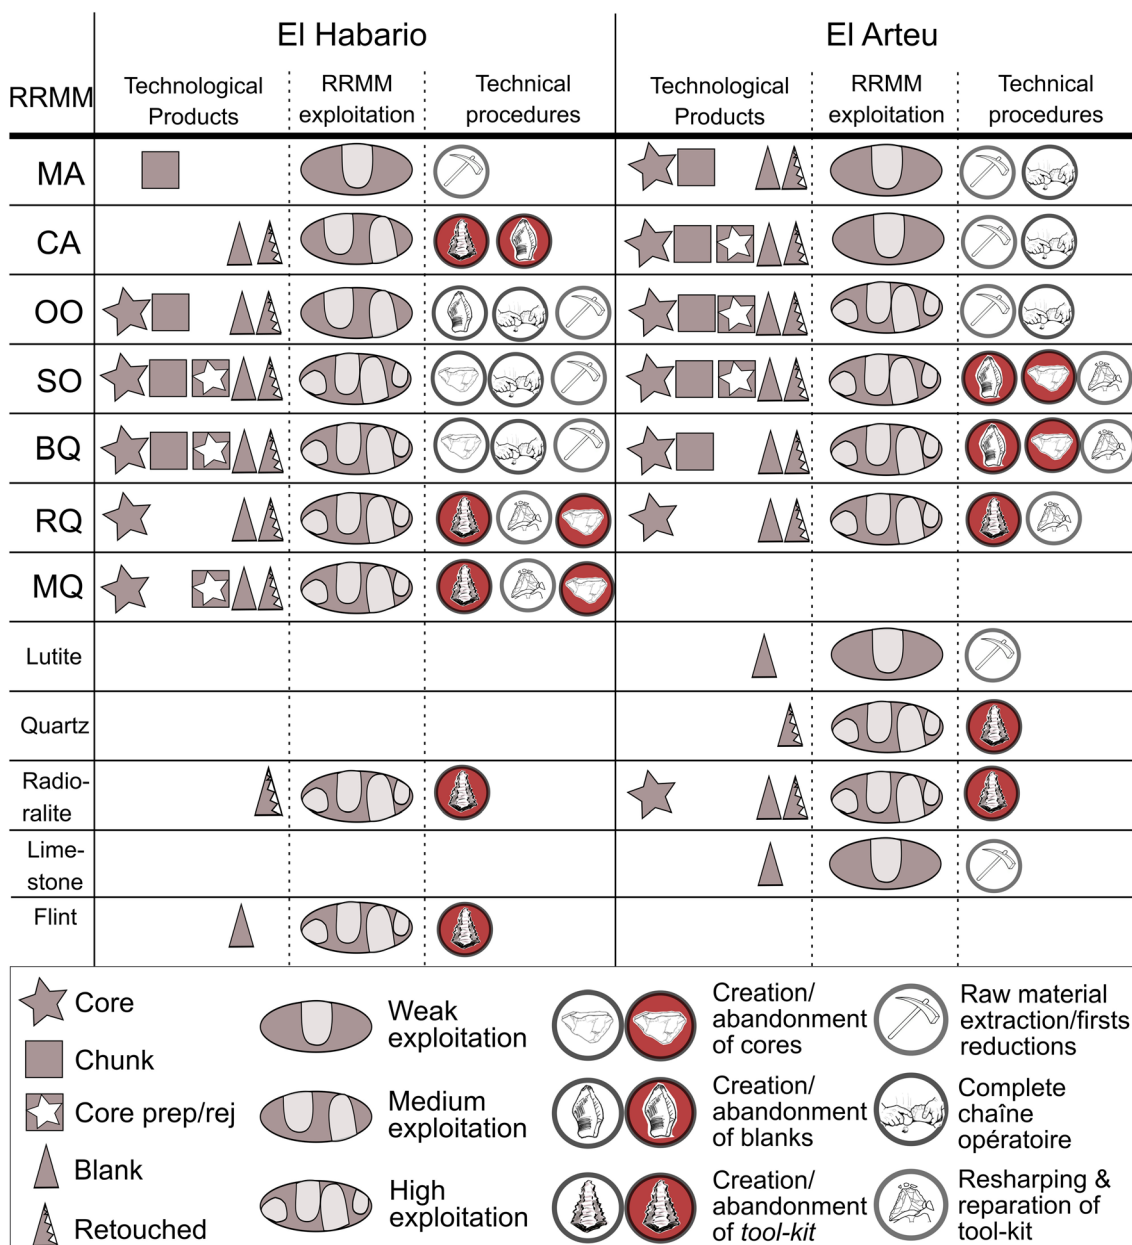 El Habario
El Arteu
RRMM
Technological
Products
RRMM
exploitation
Technical
procedures
Technological
Products
RRMM
exploitation
Technical
procedures
MA
CA
OO
SO
BQ
RQ
MQ
Lutite
Quartz
Radio-
ralite
Lime-
stone
Flint
Core
Chunk
Core prep/rej
Blank
Retouched
Weak
exploitation
Medium
exploitation
High
exploitation
Creation/
abandonment
of cores
Creation/
abandonment
of blanks
Creation/
abandonment
of tool-kit
Raw material
extraction/firsts
reductions
Complete
chaîne
opératoire
Resharping &
reparation of
tool-kit